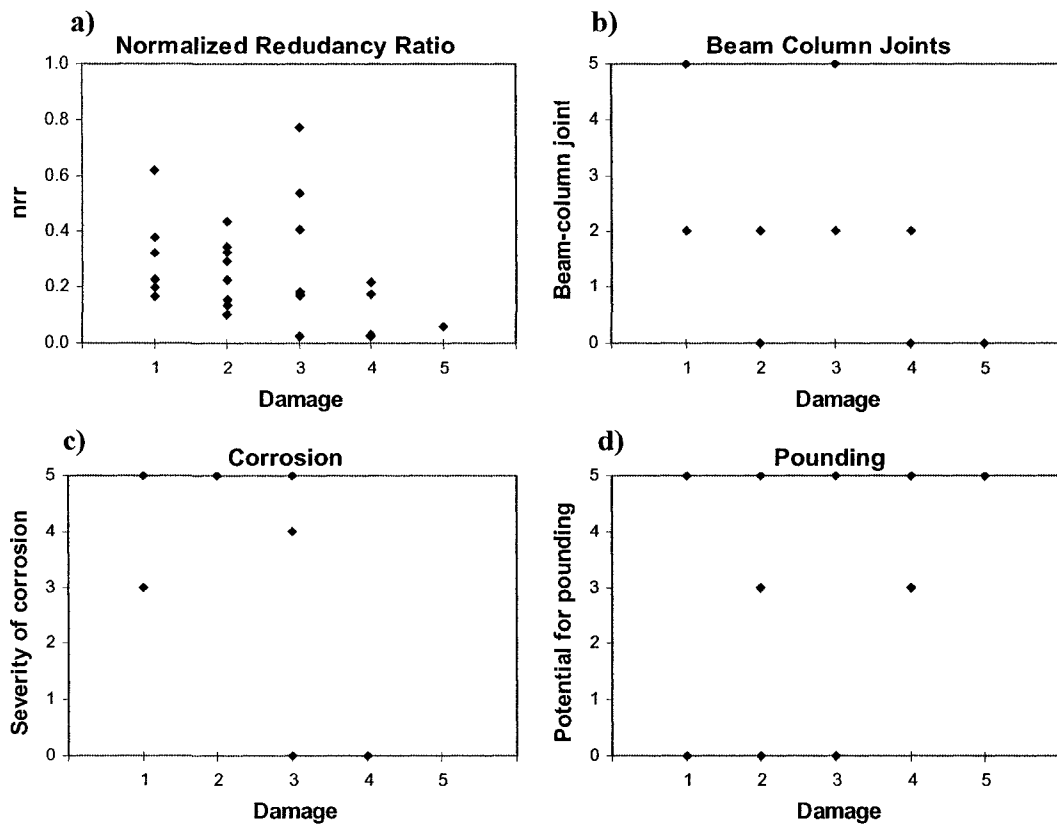 a)
Normalized Redudancy Ratio
1.0
0.8
0.6
0.4
0.2
0.0
nrr
1 2 3 4 5
Damage
b)
Beam Column Joints
5
4
3
2
1
0
Beam-column joint
1 2 3 4 5
Damage
c)
Corrosion
5
4
3
2
1
0
Severity of corrosion
1 2 3 4 5
Damage
d)
Pounding
5
4
3
2
1
0
Potential for pounding
1 2 3 4 5
Damage